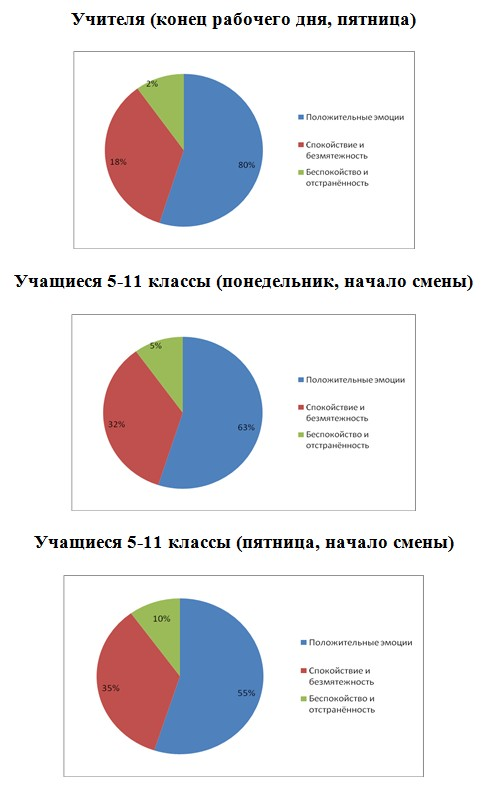 Учителя (конец рабочего дня, пятница)
2%
18%
80%
Положительные эмоции
Спокойствие и
безмятежность
Беспокойство и
отстранённость
Учащиеся 5-11 классы (понедельник, начало смены)
5%
32%
63%
Положительные эмоции
Спокойствие и
безмятежность
Беспокойство и
отстранённость
Учащиеся 5-11 классы (пятница, начало смены)
10%
35%
55%
Положительные эмоции
Спокойствие и
безмятежность
Беспокойство и
отстранённость